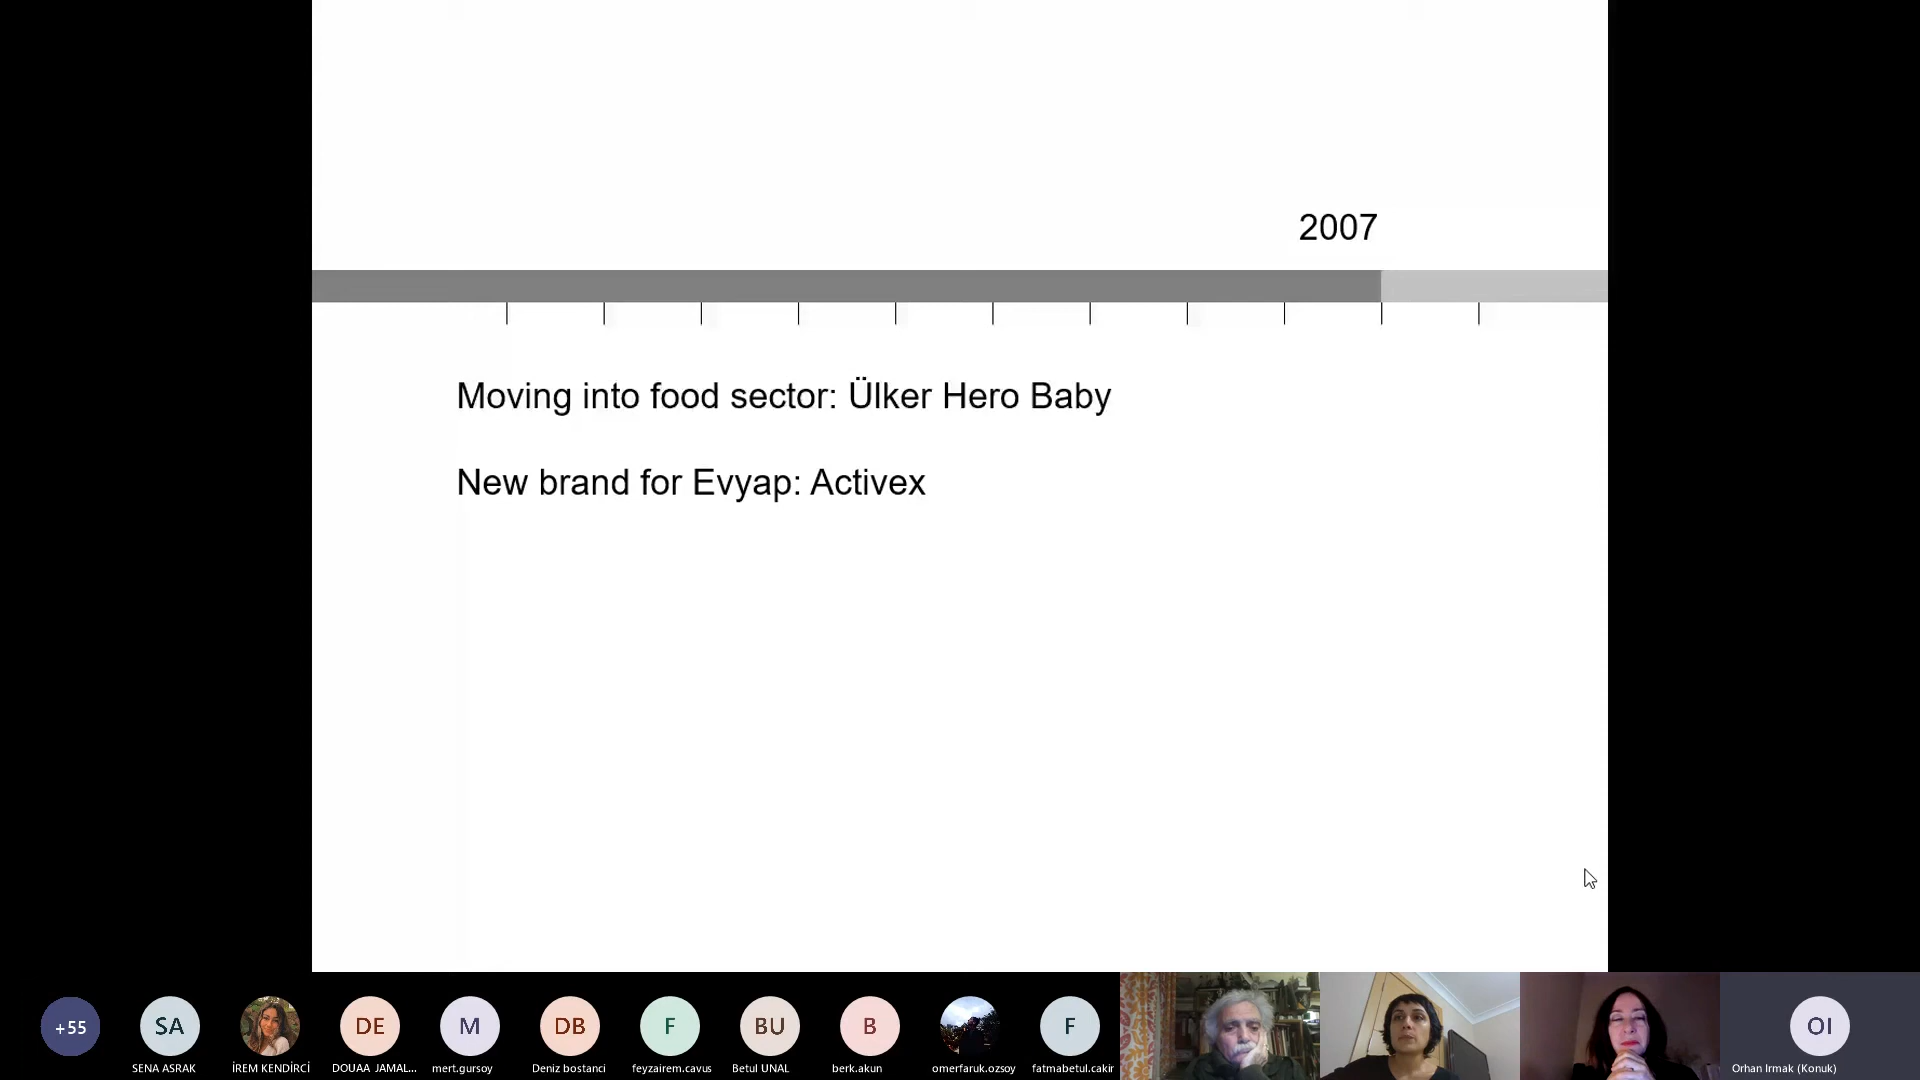 2007
Moving into food sector: Ülker Hero Baby
New brand for Evyap: Activex
+55
SA
DE
M
DB
F
BU
B
F
OI
SENA ASRAK
İREM KENDİRCİ
DOUAA JAMAL...
mert.gursoy
Deniz bostanci
feyzairem.cavus
Betul UNAL
berk.akun
omerfaruk.ozsoy
fatmabetul.cakir
Orhan Irmak (Konuk)